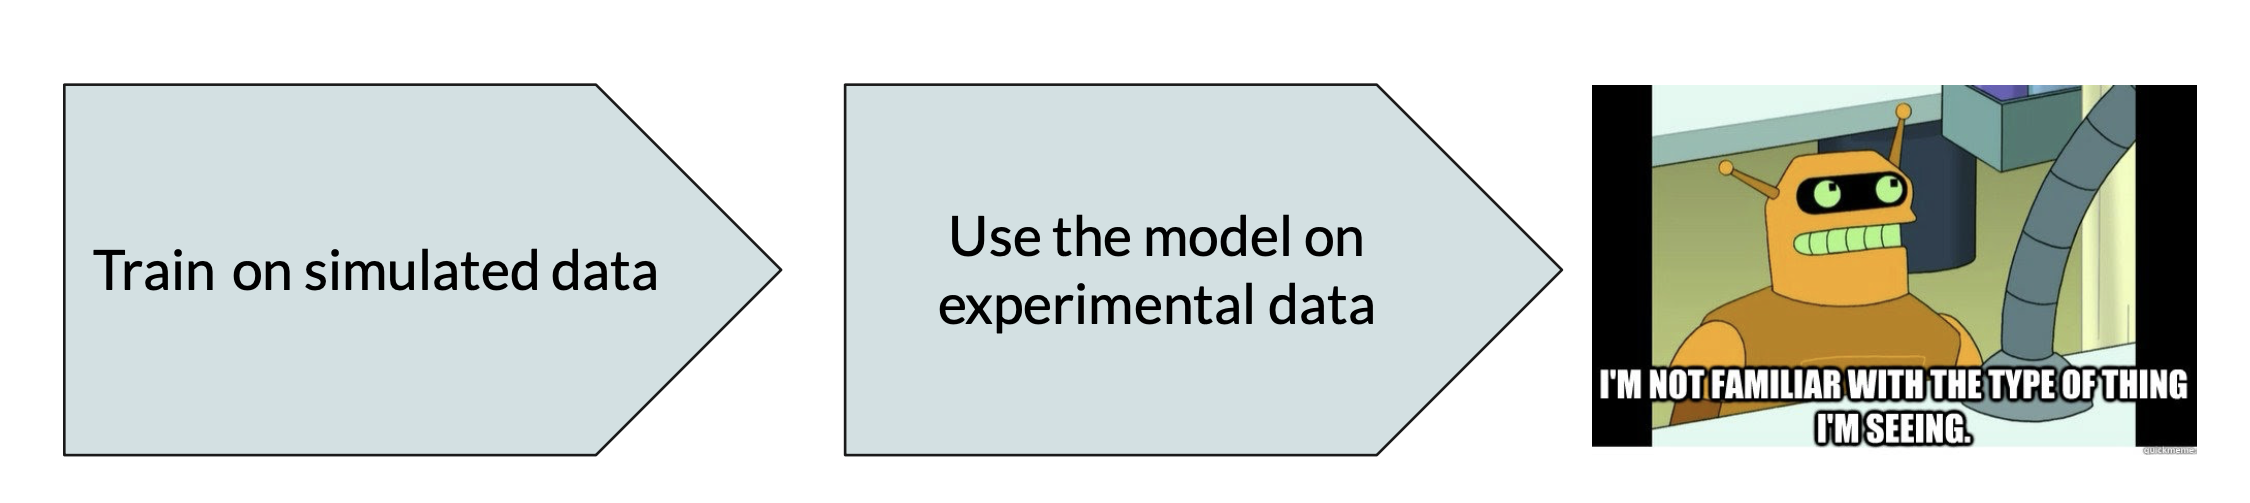 Train on simulated data
Use the model on
experimental data
I'M NOT FAMILIAR WITH THE TYPE OF THING
I'M SEEING.
quickmeme